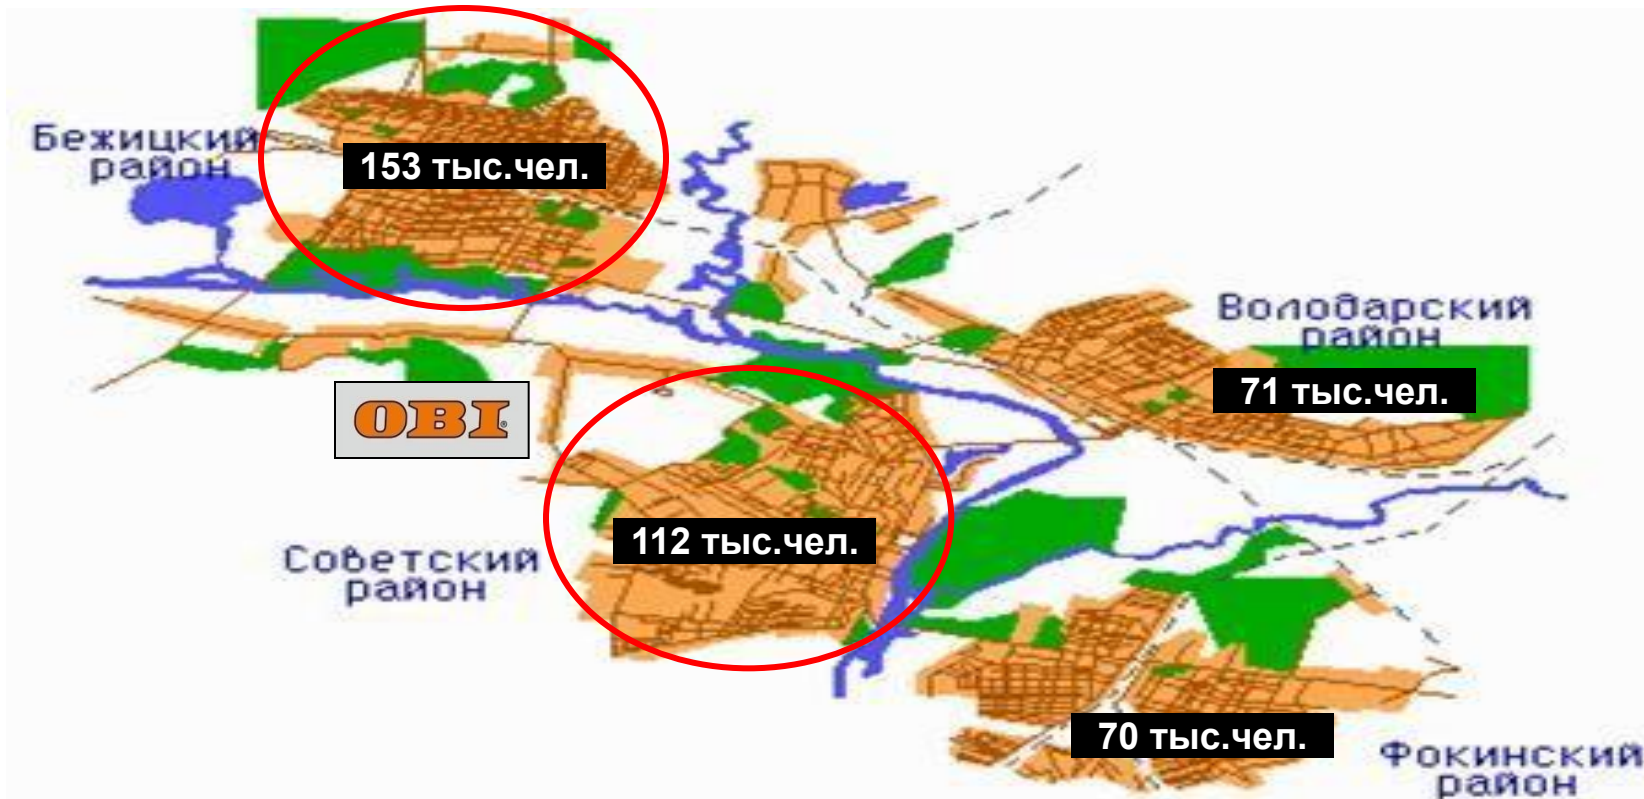 Бежицкий
район
153 тыс.чел.
Володарский
район
71 тыс.чел.
OBI
112 тыс.чел.
Советский
район
70 тыс.чел.
Фокинский
район